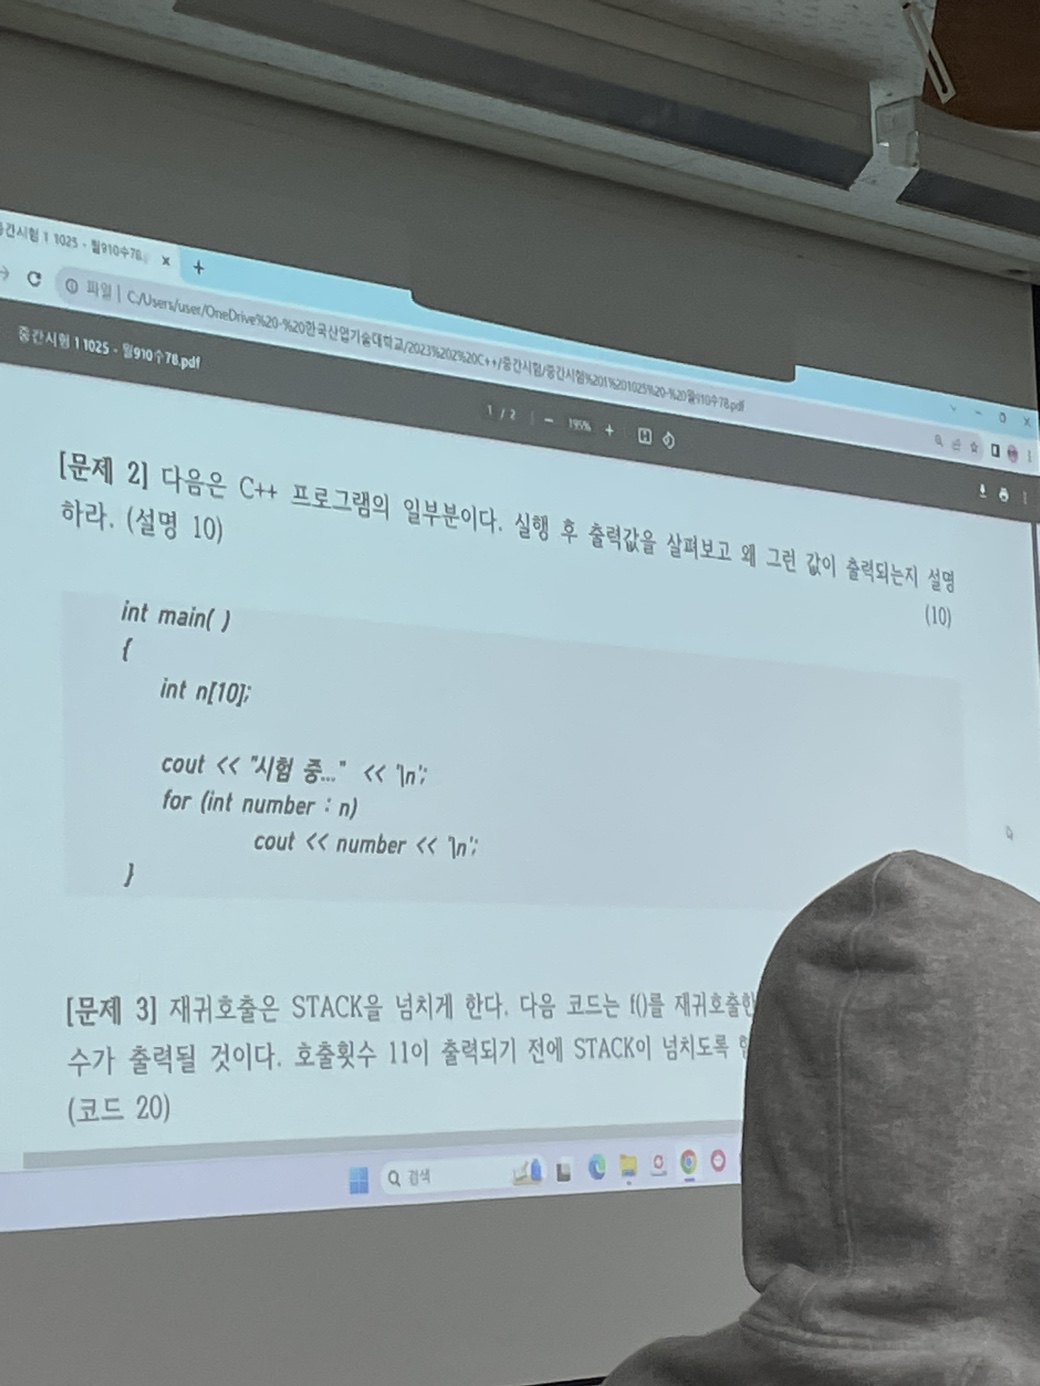 중간시험 1 1025 - 월910수78.
파일 | C:/Users/user/OneDrive%20-%20한국산업기술대학교/2023%202%20C++/중간시험/중간시험%201%201025%20-%20월910수78.pdf
중간시험 1 1025 - 월910수78.pdf
1 / 2 195%
[문제 2] 다음은 C++ 프로그램의 일부분이다. 실행 후 출력값을 살펴보고 왜 그런 값이 출력되는지 설명
하라. (설명 10)
(10)
int main( )
{
int n[10];
cout << "시험 중..." << '\n';
for (int number : n)
cout << number << '\n';
}
[문제 3] 재귀호출은 STACK을 넘치게 한다. 다음 코드는 f()를 재귀호출한
수가 출력될 것이다. 호출횟수 11이 출력되기 전에 STACK이 넘치도록
(코드 20)
검색